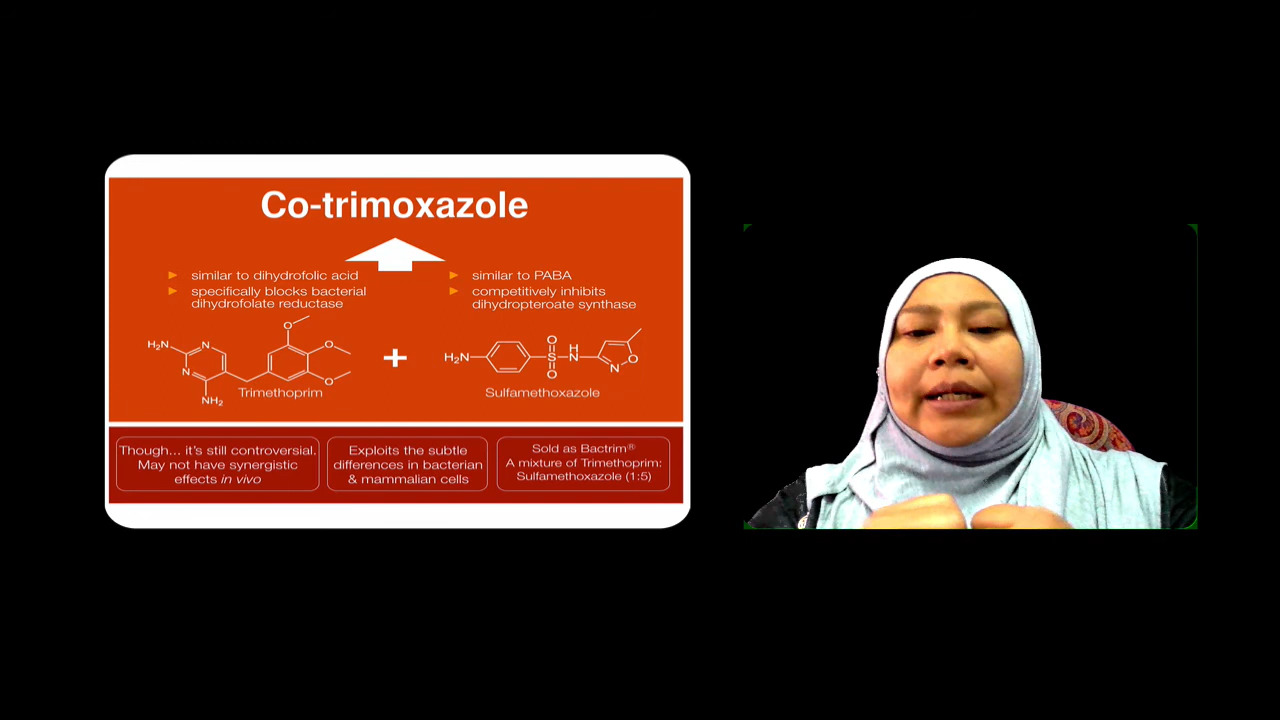 Co-trimoxazole
► similar to dihydrofolic acid
► specifically blocks bacterial
dihydrofolate reductase
► similar to PABA
► competitively inhibits
dihydropteroate synthase
H₂N
N
N
NH₂
O
O
O
Trimethoprim
+
H₂N
O
S
O
H
N
N
O
Sulfamethoxazole
Though... it's still controversial.
May not have synergistic
effects in vivo
Exploits the subtle
differences in bacterian
& mammalian cells
Sold as Bactrim®
A mixture of Trimethoprim:
Sulfamethoxazole (1:5)